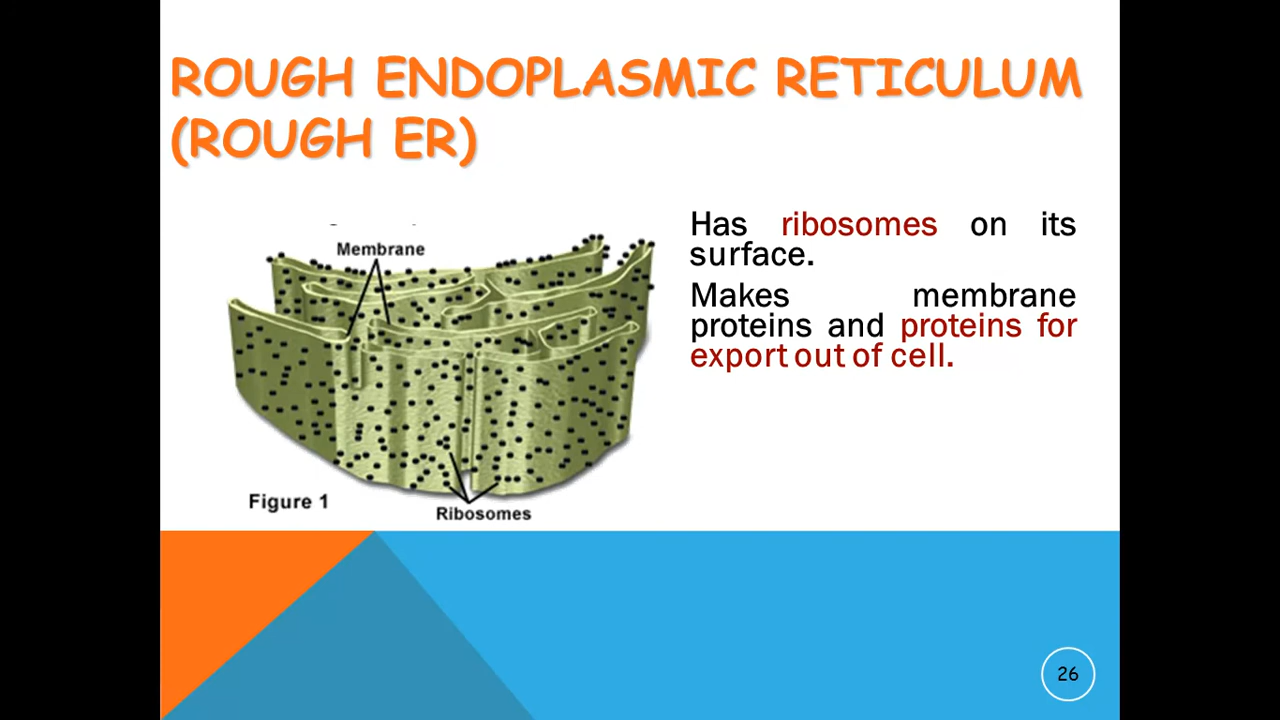 ROUGH ENDOPLASMIC RETICULUM
(ROUGH ER)
Membrane
Figure 1
Ribosomes
Has ribosomes on its
surface.
Makes membrane
proteins and proteins for
export out of cell.
26